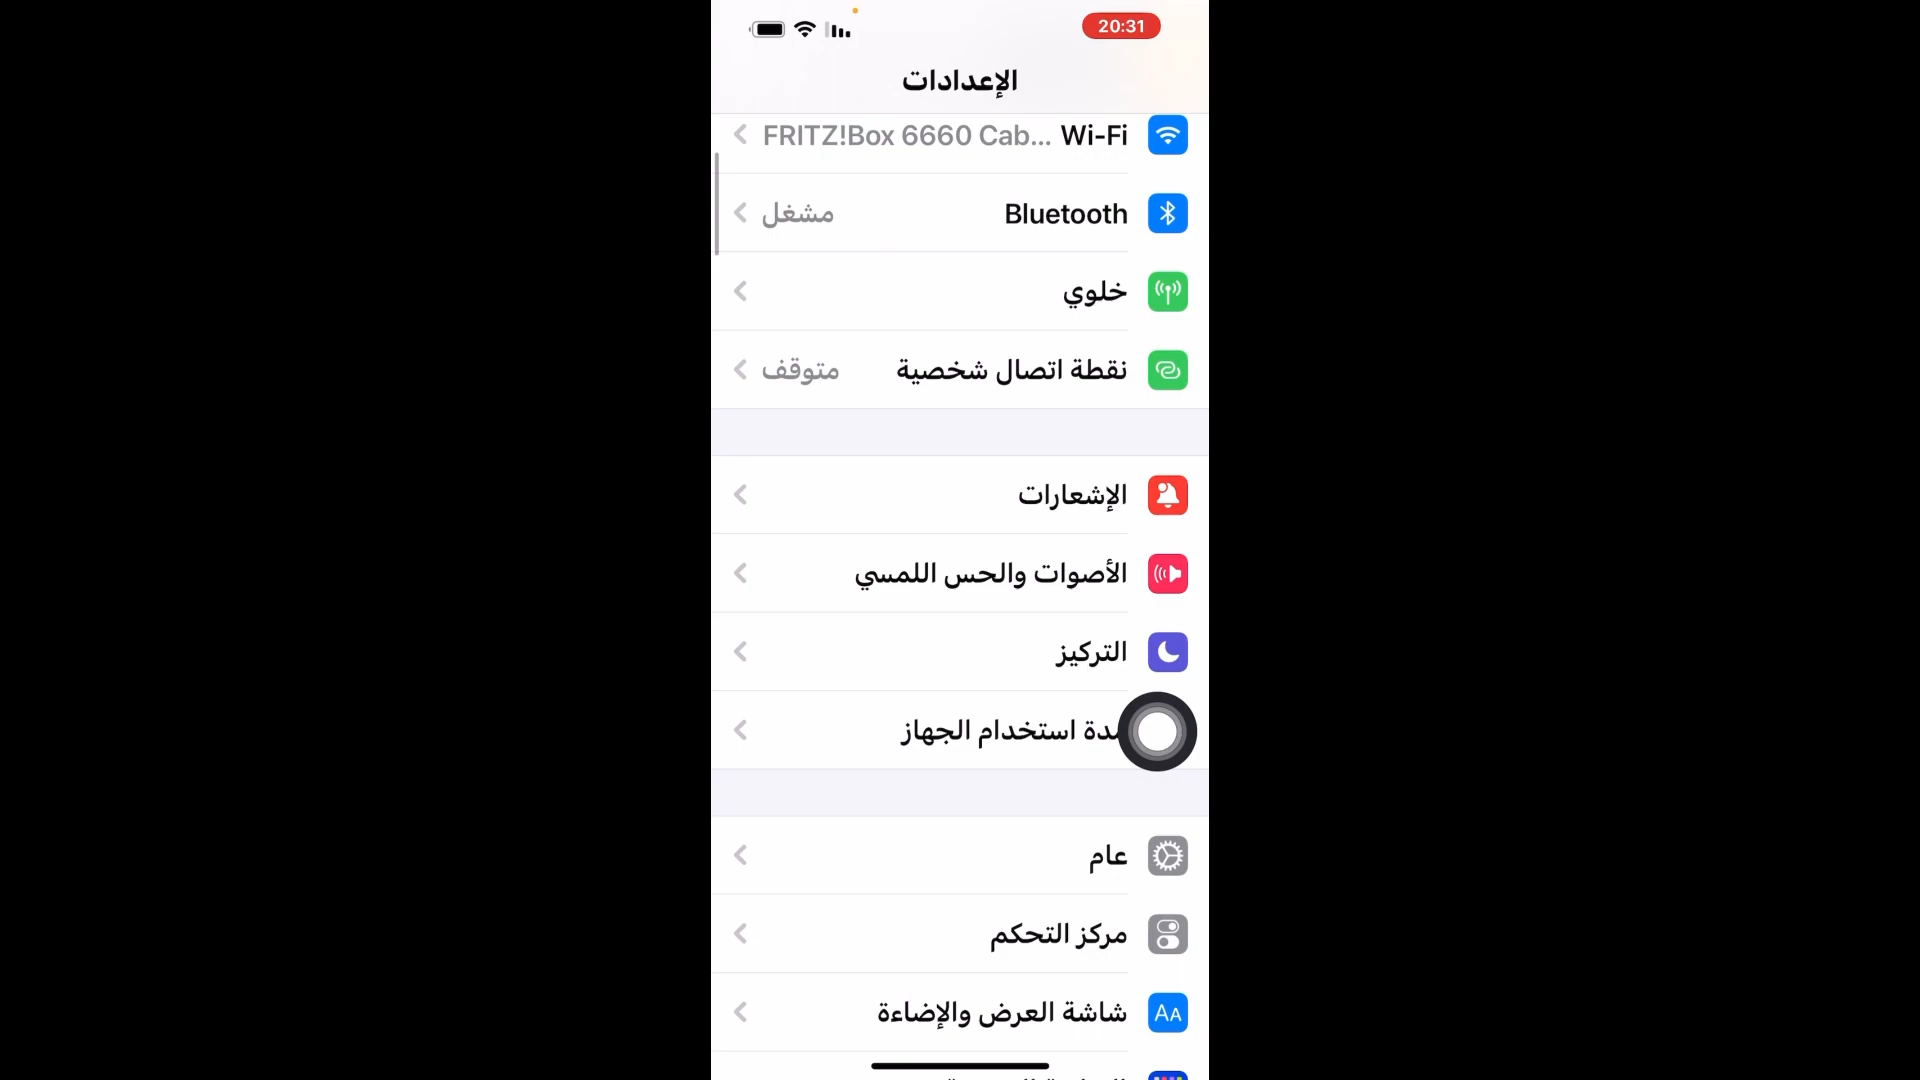 20:31
الإعدادات
Wi-Fi FRITZ!Box 6660 Cab...
Bluetooth مشغل
خلوي
نقطة اتصال شخصية متوقف
الإشعارات
الأصوات والحس اللمسي
التركيز
استخدام الجهاز
عام
مركز التحكم
شاشة العرض والإضاءة
AA